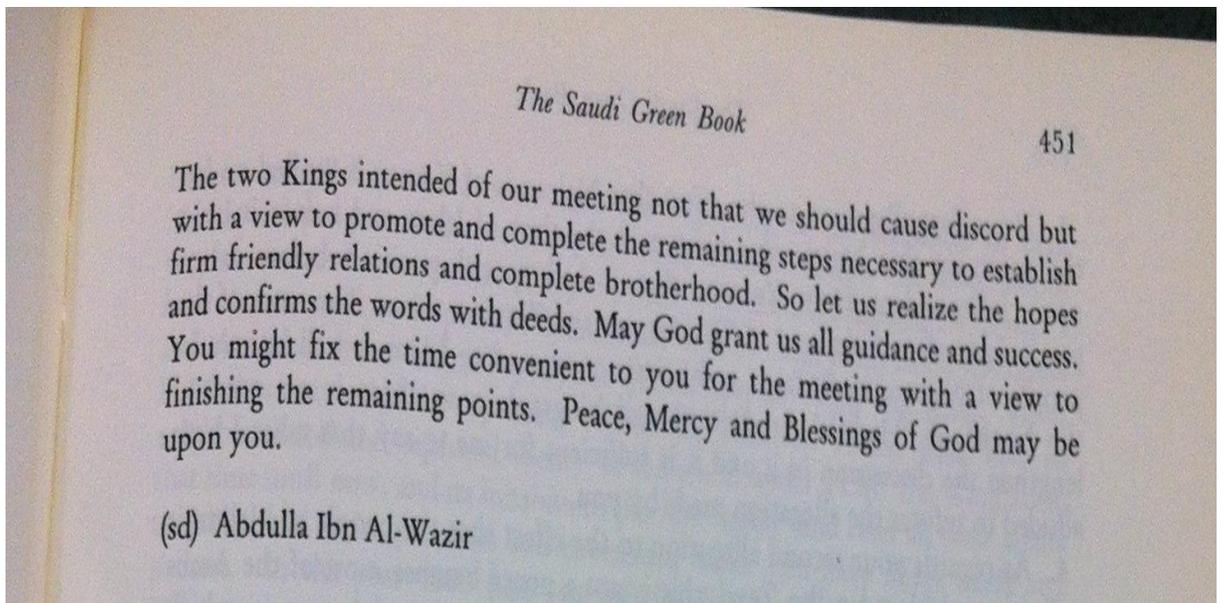 The Saudi Green Book
451
The two Kings intended of our meeting not that we should cause discord but
with a view to promote and complete the remaining steps necessary to establish
firm friendly relations and complete brotherhood. So let us realize the hopes
and confirms the words with deeds. May God grant us all guidance and success.
You might fix the time convenient to you for the meeting with a view to
finishing the remaining points. Peace, Mercy and Blessings of God may be
upon you.
(sd) Abdulla Ibn Al-Wazir